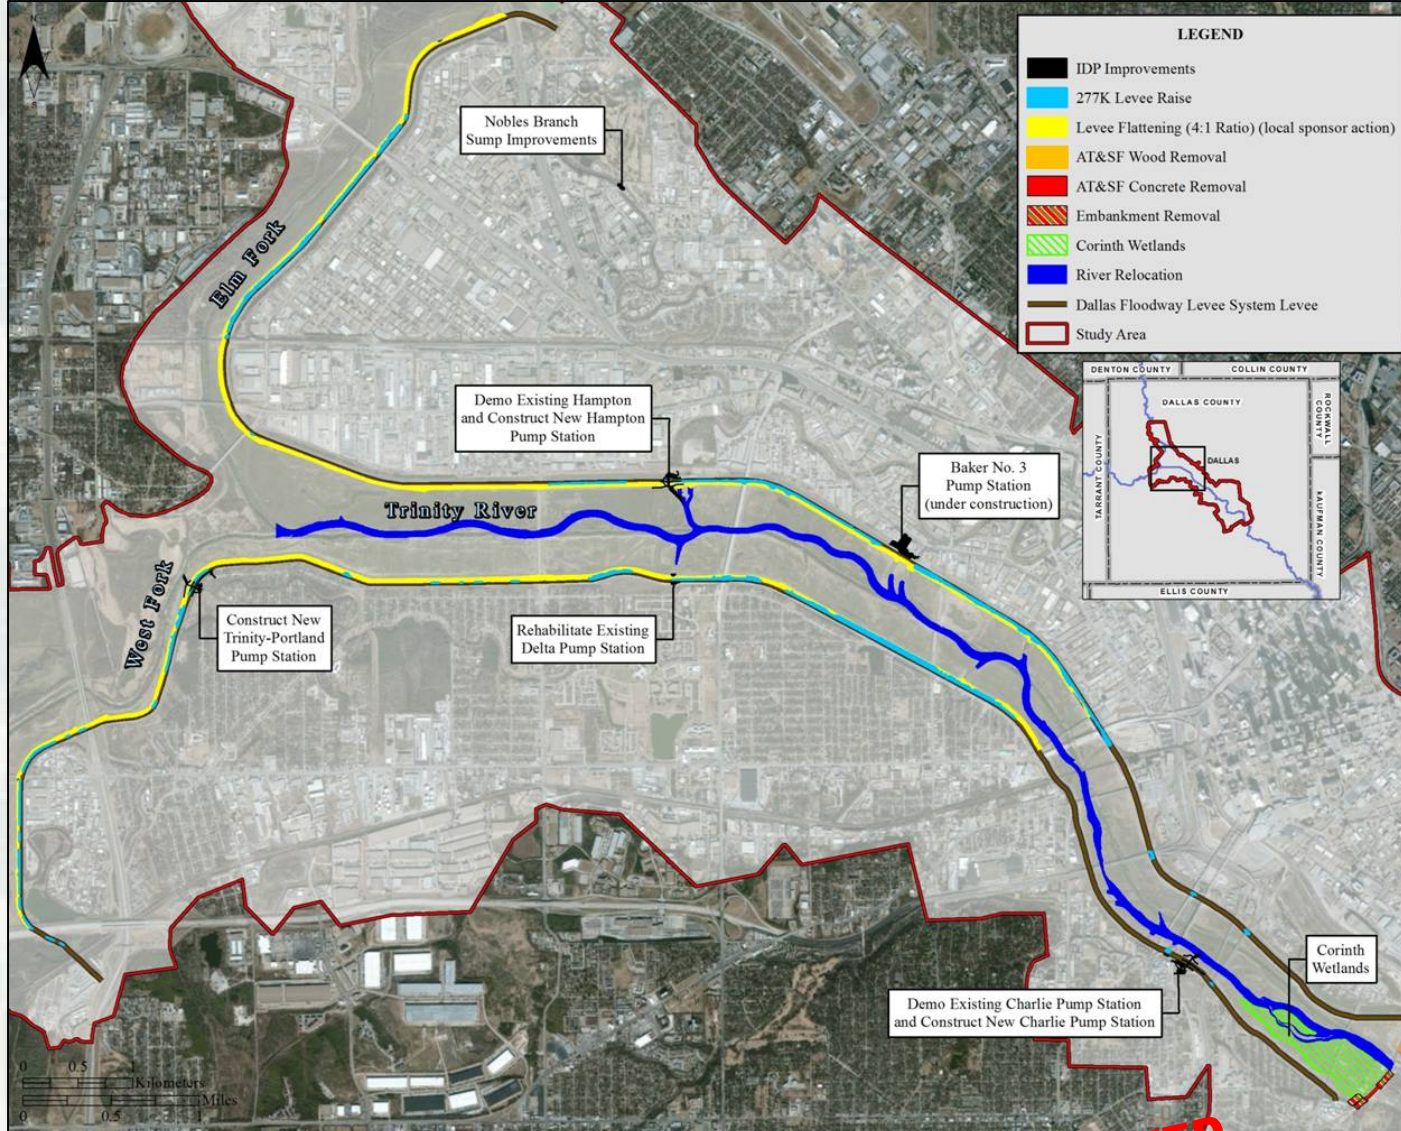 LEGEND
IDP Improvements
277K Levee Raise
Levee Flattening (4:1 Ratio) (local sponsor action)
AT&SF Wood Removal
AT&SF Concrete Removal
Embankment Removal
Corinth Wetlands
River Relocation
Dallas Floodway Levee System Levee
Study Area
S
Nobles Branch
Sump Improvements
Elm Fork
DENTON COUNTY
COLLIN COUNTY
DALLAS COUNTY
ROCKWALL
COUNTY
TARRANT COUNTY
DALLAS
KAUFMAN COUNTY
ELLIS COUNTY
Demo Existing Hampton
and Construct New Hampton
Pump Station
Baker No. 3
Pump Station
(under construction)
Trinity River
West Fork
Construct New
Trinity-Portland
Pump Station
Rehabilitate Existing
Delta Pump Station
Corinth
Wetlands
Demo Existing Charlie Pump Station
and Construct New Charlie Pump Station
0 0.5 1
Kilometers
Miles
0 0.5 1